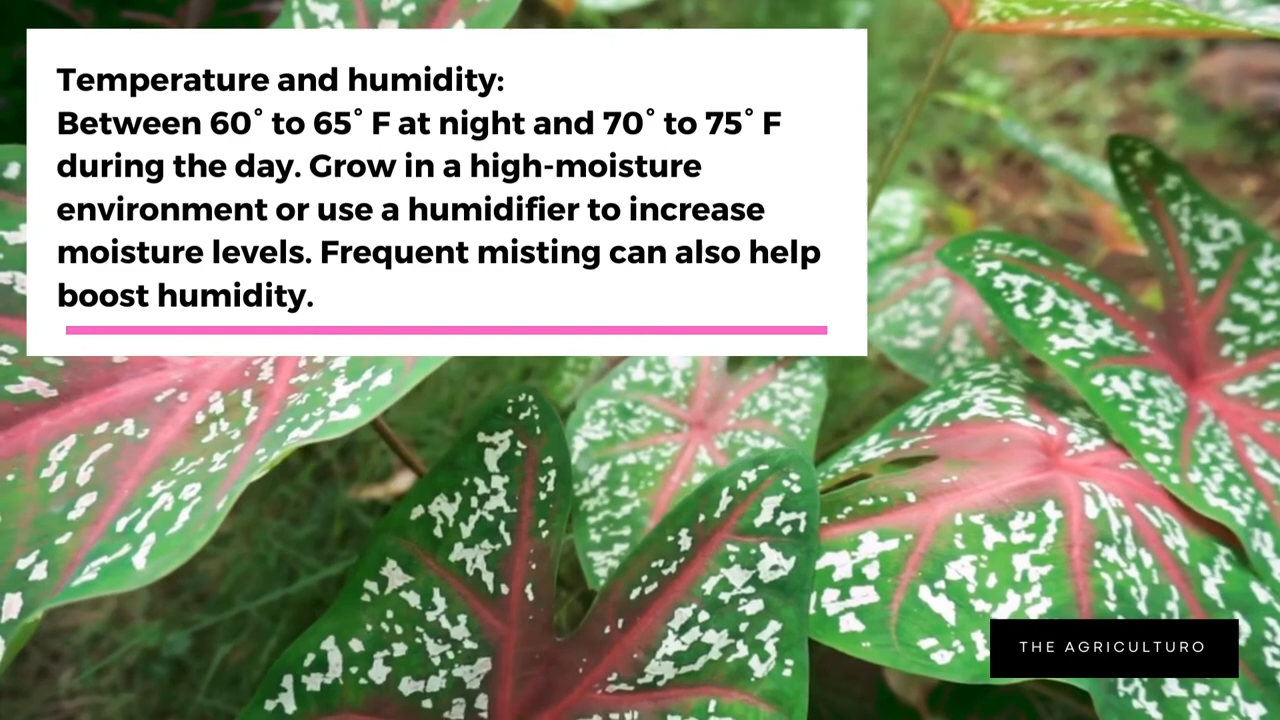 Temperature and humidity:
Between 60˚ to 65˚ F at night and 70˚ to 75˚ F
during the day. Grow in a high-moisture
environment or use a humidifier to increase
moisture levels. Frequent misting can also help
boost humidity.
THE AGRICULTURO